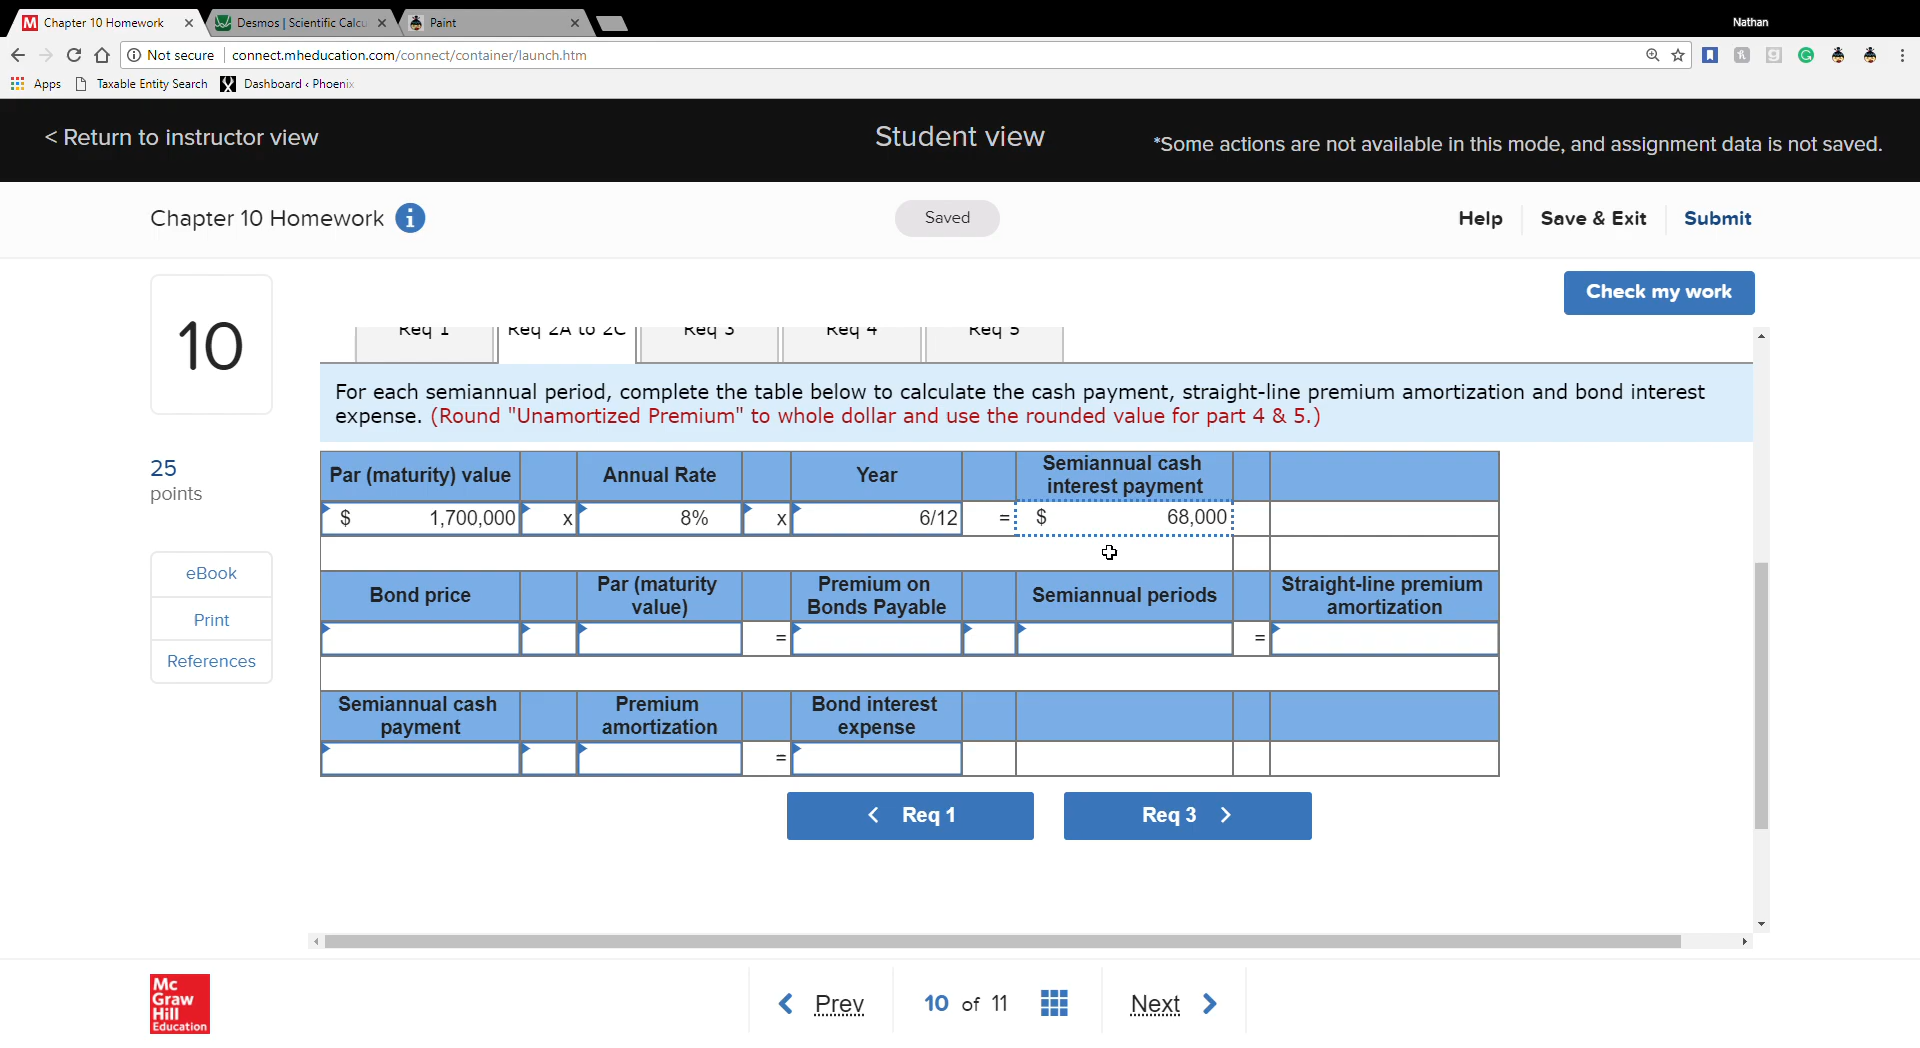 Chapter 10 Homework
Desmos | Scientific Calcu
Paint
Nathan
Not secure
connect.mheducation.com/connect/container/launch.htm
Apps
Taxable Entity Search
Dashboard ‹ Phoenix
< Return to instructor view
Student view
*Some actions are not available in this mode, and assignment data is not saved.
Chapter 10 Homework
i
Saved
Help
Save & Exit
Submit
10
Check my work
Req 1
Req 2A to 2C
Req 3
Req 4
Req 5
For each semiannual period, complete the table below to calculate the cash payment, straight-line premium amortization and bond interest
expense. (Round "Unamortized Premium" to whole dollar and use the rounded value for part 4 & 5.)
25
points
eBook
Print
References
Par (maturity) value
Annual Rate
Year
Semiannual cash
interest payment
$ 1,700,000 x 8% x 6/12 = $ 68,000
Bond price
Par (maturity
value)
Premium on
Bonds Payable
Semiannual periods
Straight-line premium
amortization
= =
Semiannual cash
payment
Premium
amortization
Bond interest
expense
=
< Req 1
Req 3 >
Mc
Graw
Hill
Education
Prev
10 of 11
Next